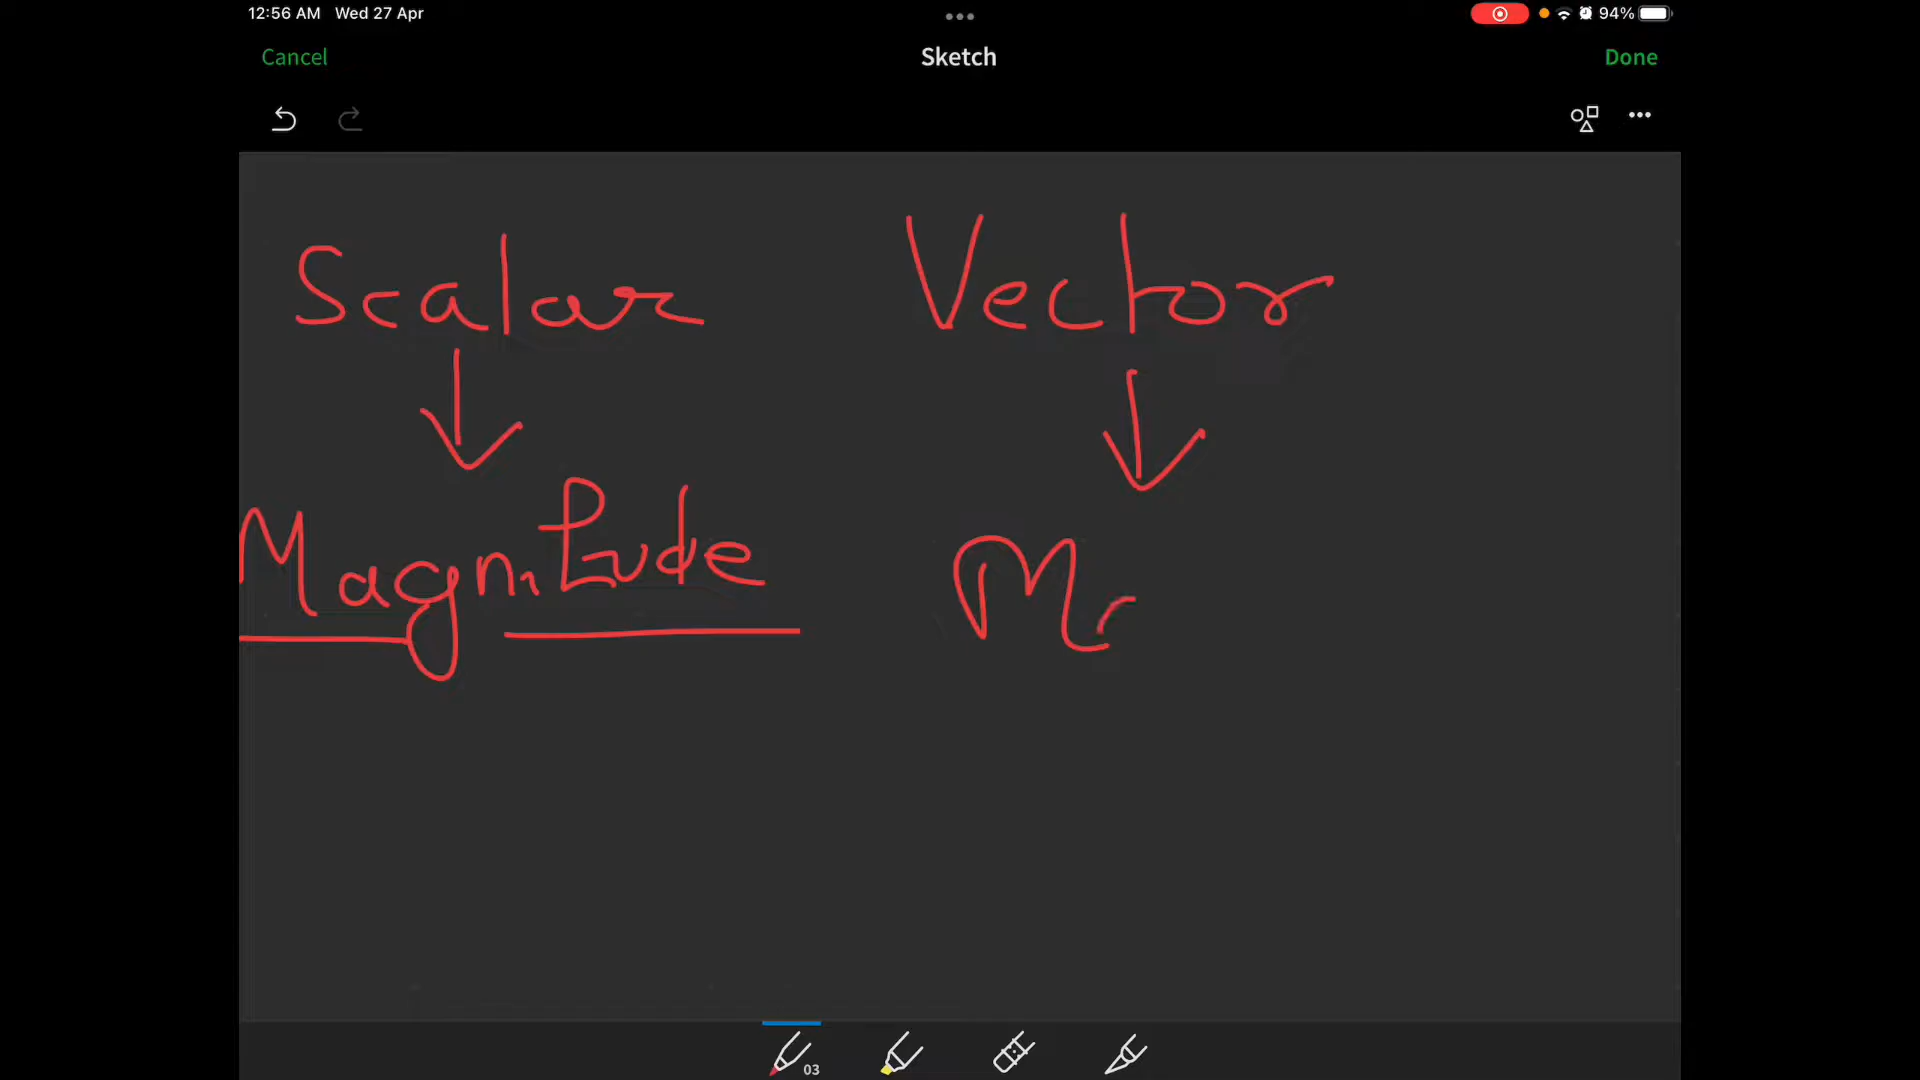 12:56 AM Wed 27 Apr
94%
Cancel Sketch Done
Scalar Vector
Magnitude M
03